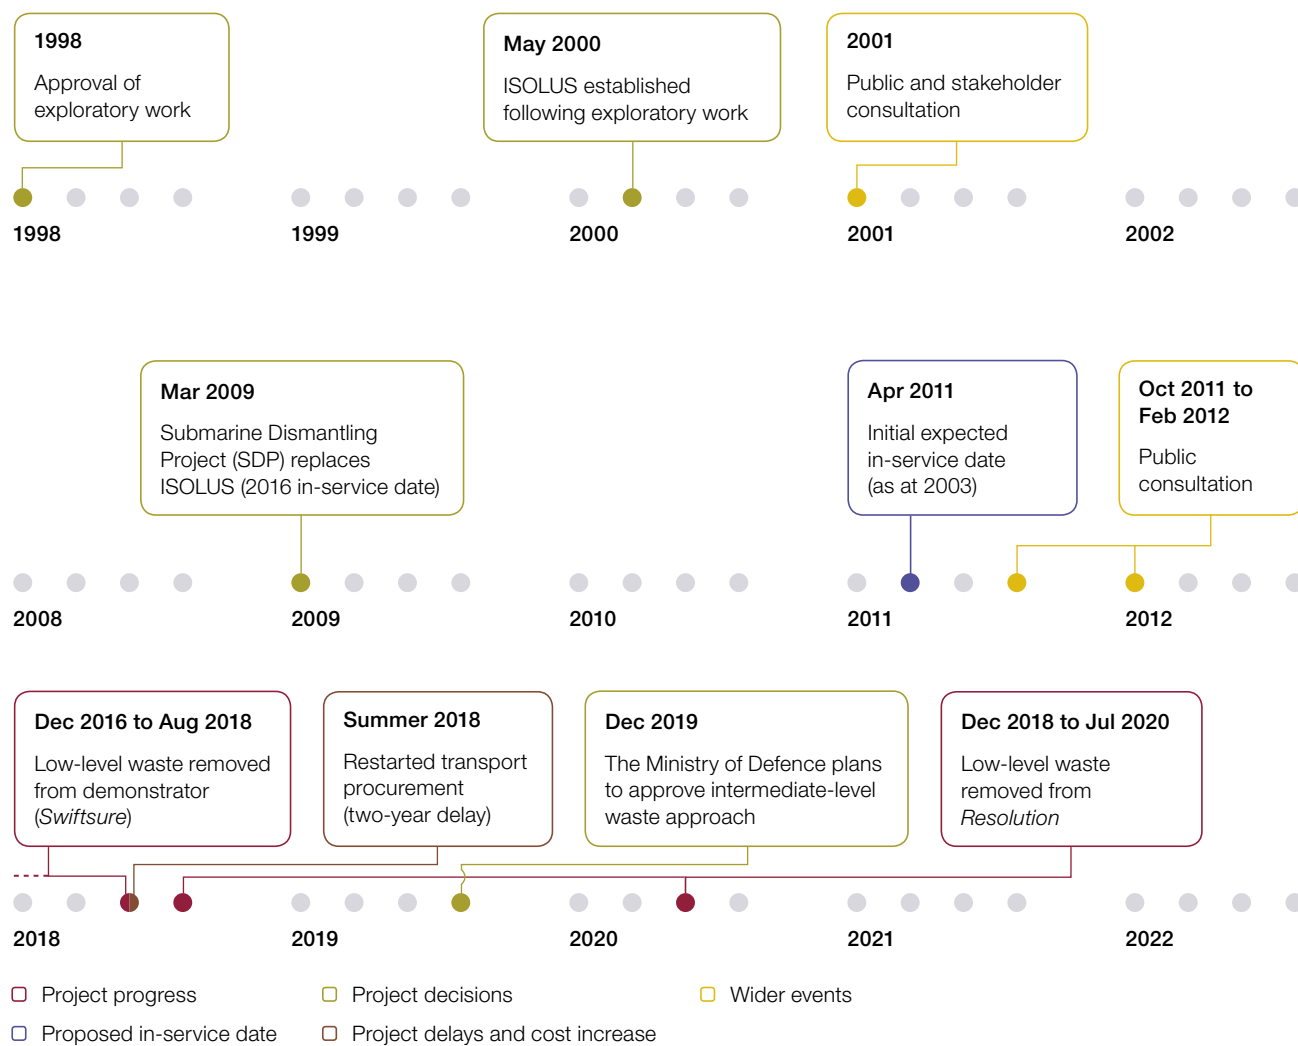 1998
Approval of
exploratory work
May 2000
ISOLUS established
following exploratory work
2001
Public and stakeholder
consultation
1998
1999
2000
2001
2002
Mar 2009
Submarine Dismantling
Project (SDP) replaces
ISOLUS (2016 in-service date)
Apr 2011
Initial expected
in-service date
(as at 2003)
Oct 2011 to
Feb 2012
Public
consultation
2008
2009
2010
2011
2012
Dec 2016 to Aug 2018
Low-level waste removed
from demonstrator
(Swiftsure)
Summer 2018
Restarted transport
procurement
(two-year delay)
Dec 2019
The Ministry of Defence plans
to approve intermediate-level
waste approach
Dec 2018 to Jul 2020
Low-level waste
removed from
Resolution
2018
2019
2020
2021
2022
Project progress
Project decisions
Wider events
Proposed in-service date
Project delays and cost increase